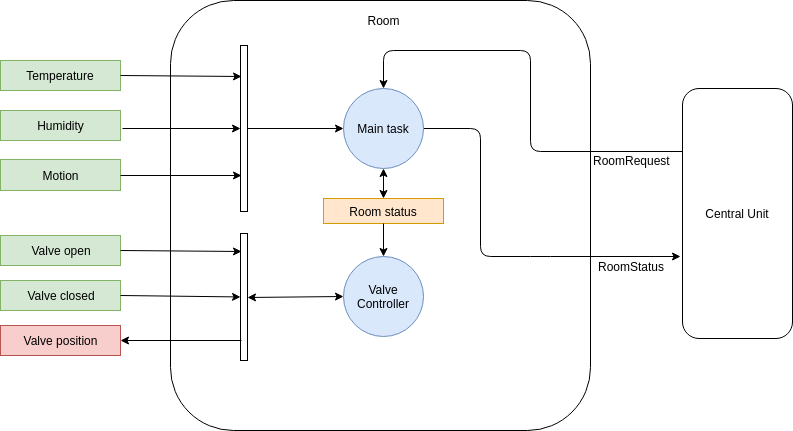 Room
Temperature
Humidity
Motion
Main task
RoomRequest
Central Unit
Room status
Valve open
Valve closed
Valve position
Valve
Controller
RoomStatus